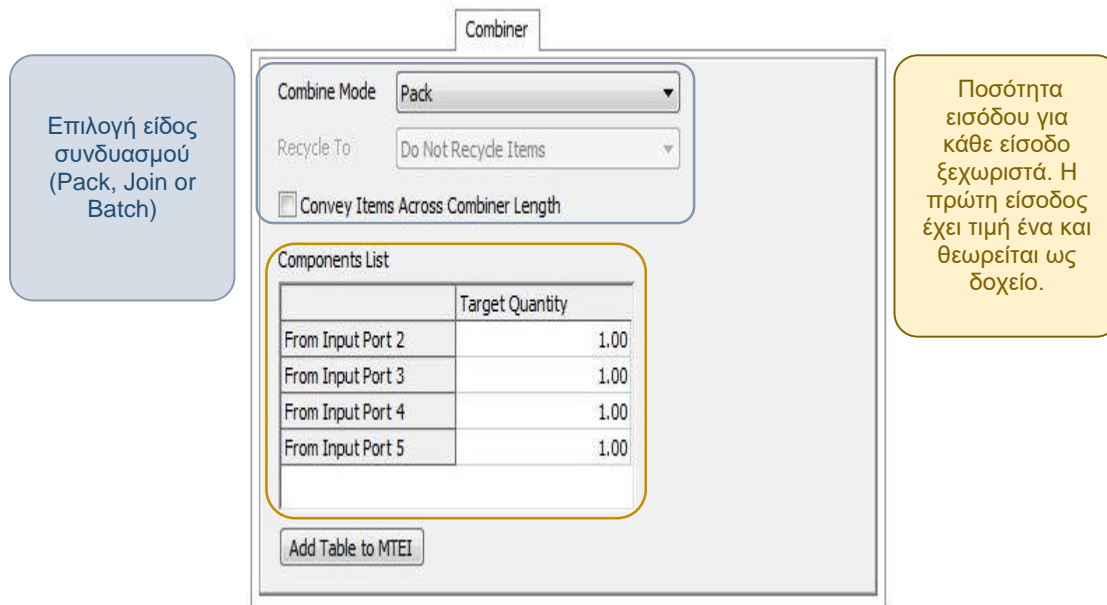 Combiner
Επιλογή είδος
συνδυασμού
(Pack, Join or
Batch)
Combine Mode Pack
Recycle To Do Not Recycle Items
Convey Items Across Combiner Length
Components List
Target Quantity
From Input Port 2 1.00
From Input Port 3 1.00
From Input Port 4 1.00
From Input Port 5 1.00
Add Table to MTEI
Ποσότητα
εισόδου για
κάθε είσοδο
ξεχωριστά. Η
πρώτη είσοδος
έχει τιμή ένα και
θεωρείται ως
δοχείο.